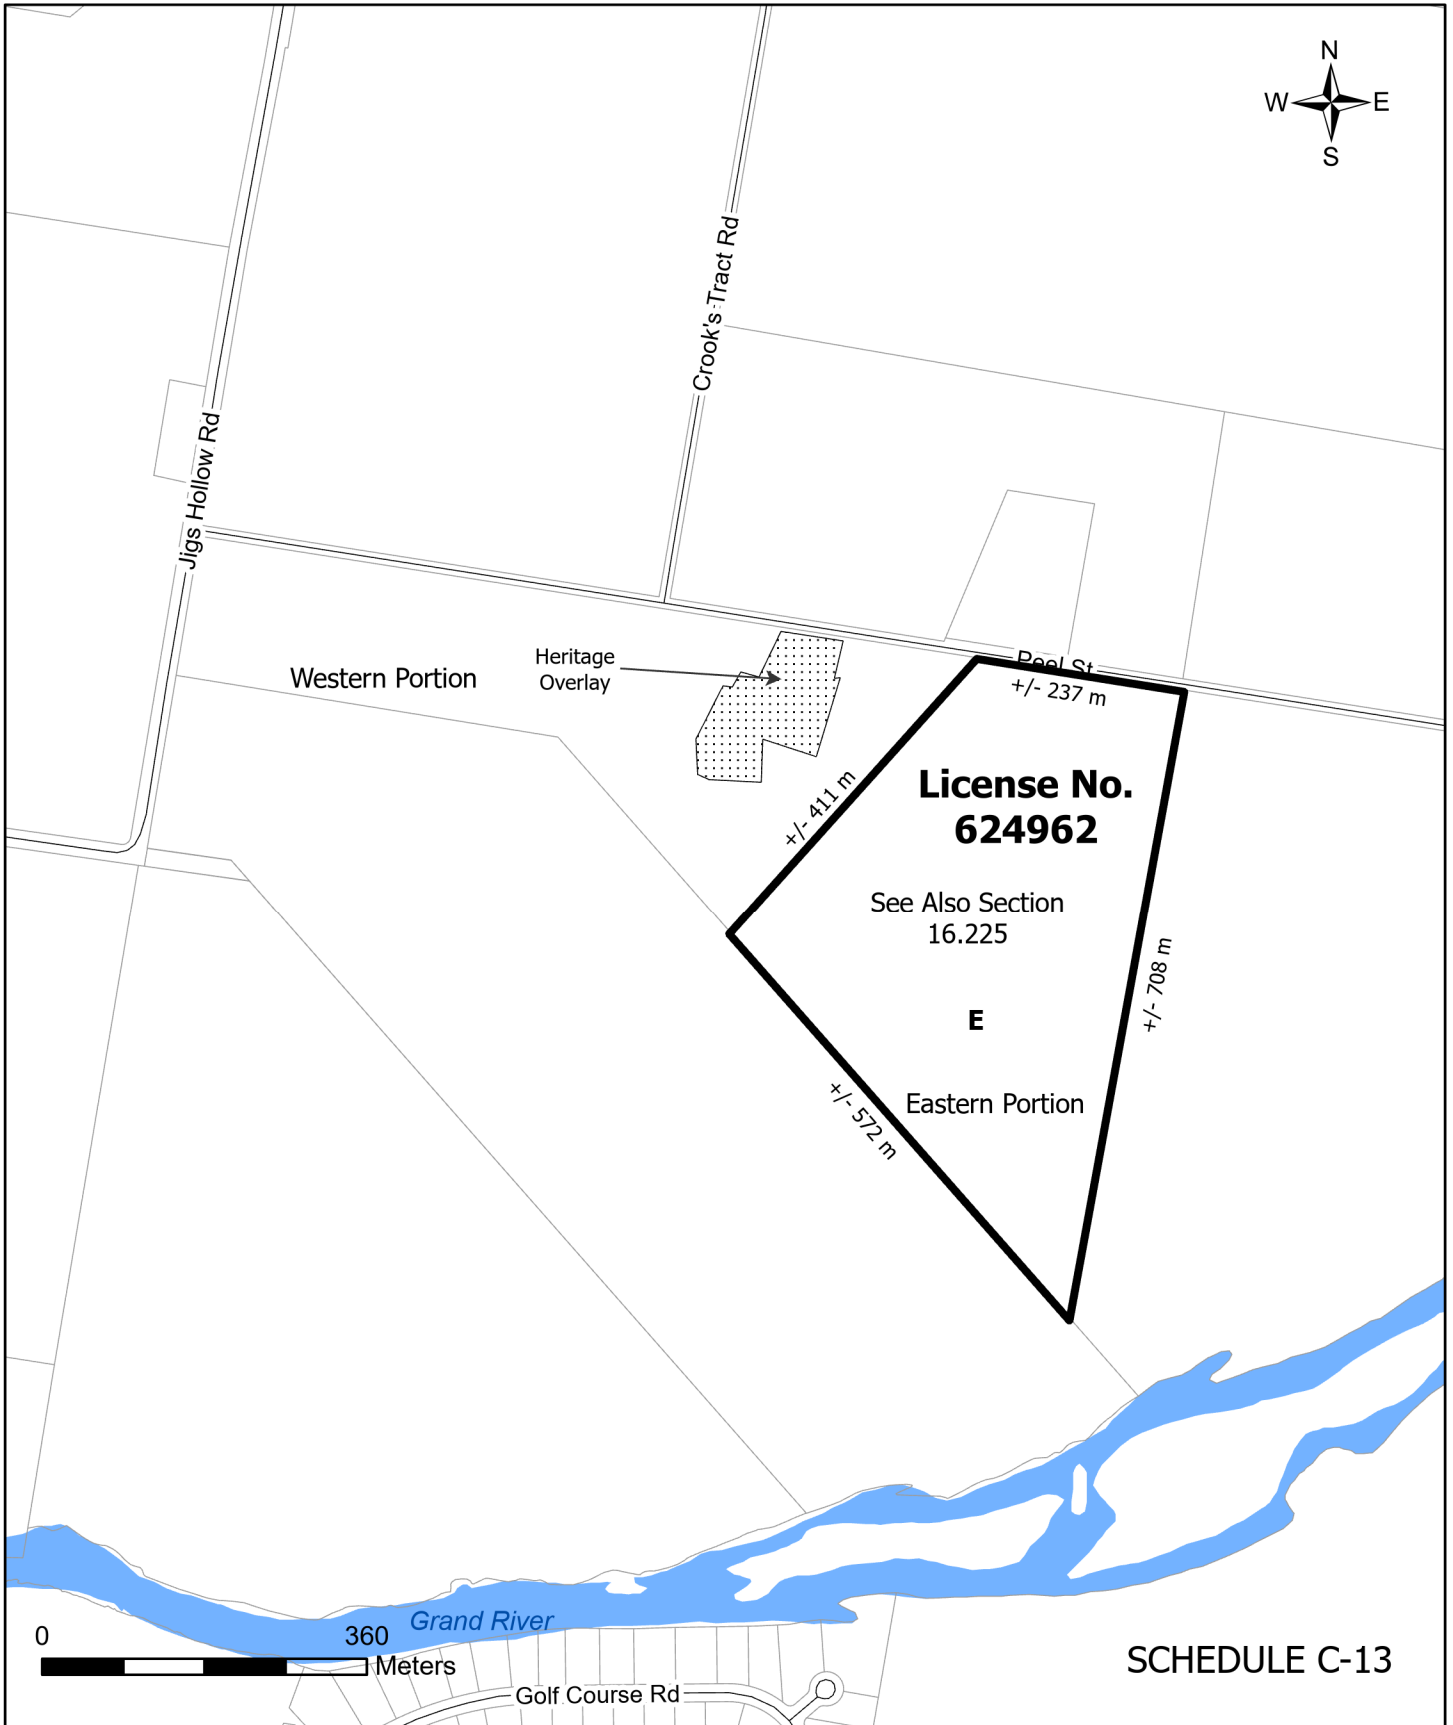 N
W E
S
Crook's Tract Rd
Jigs Hollow Rd
Peel St
Heritage
Overlay
Western Portion
+/- 237 m
+/- 411 m
License No.
624962
See Also Section
16.225
+/- 708 m
E
+/- 572 m
Eastern Portion
Grand River
0 360
Meters
SCHEDULE C-13
Golf Course Rd